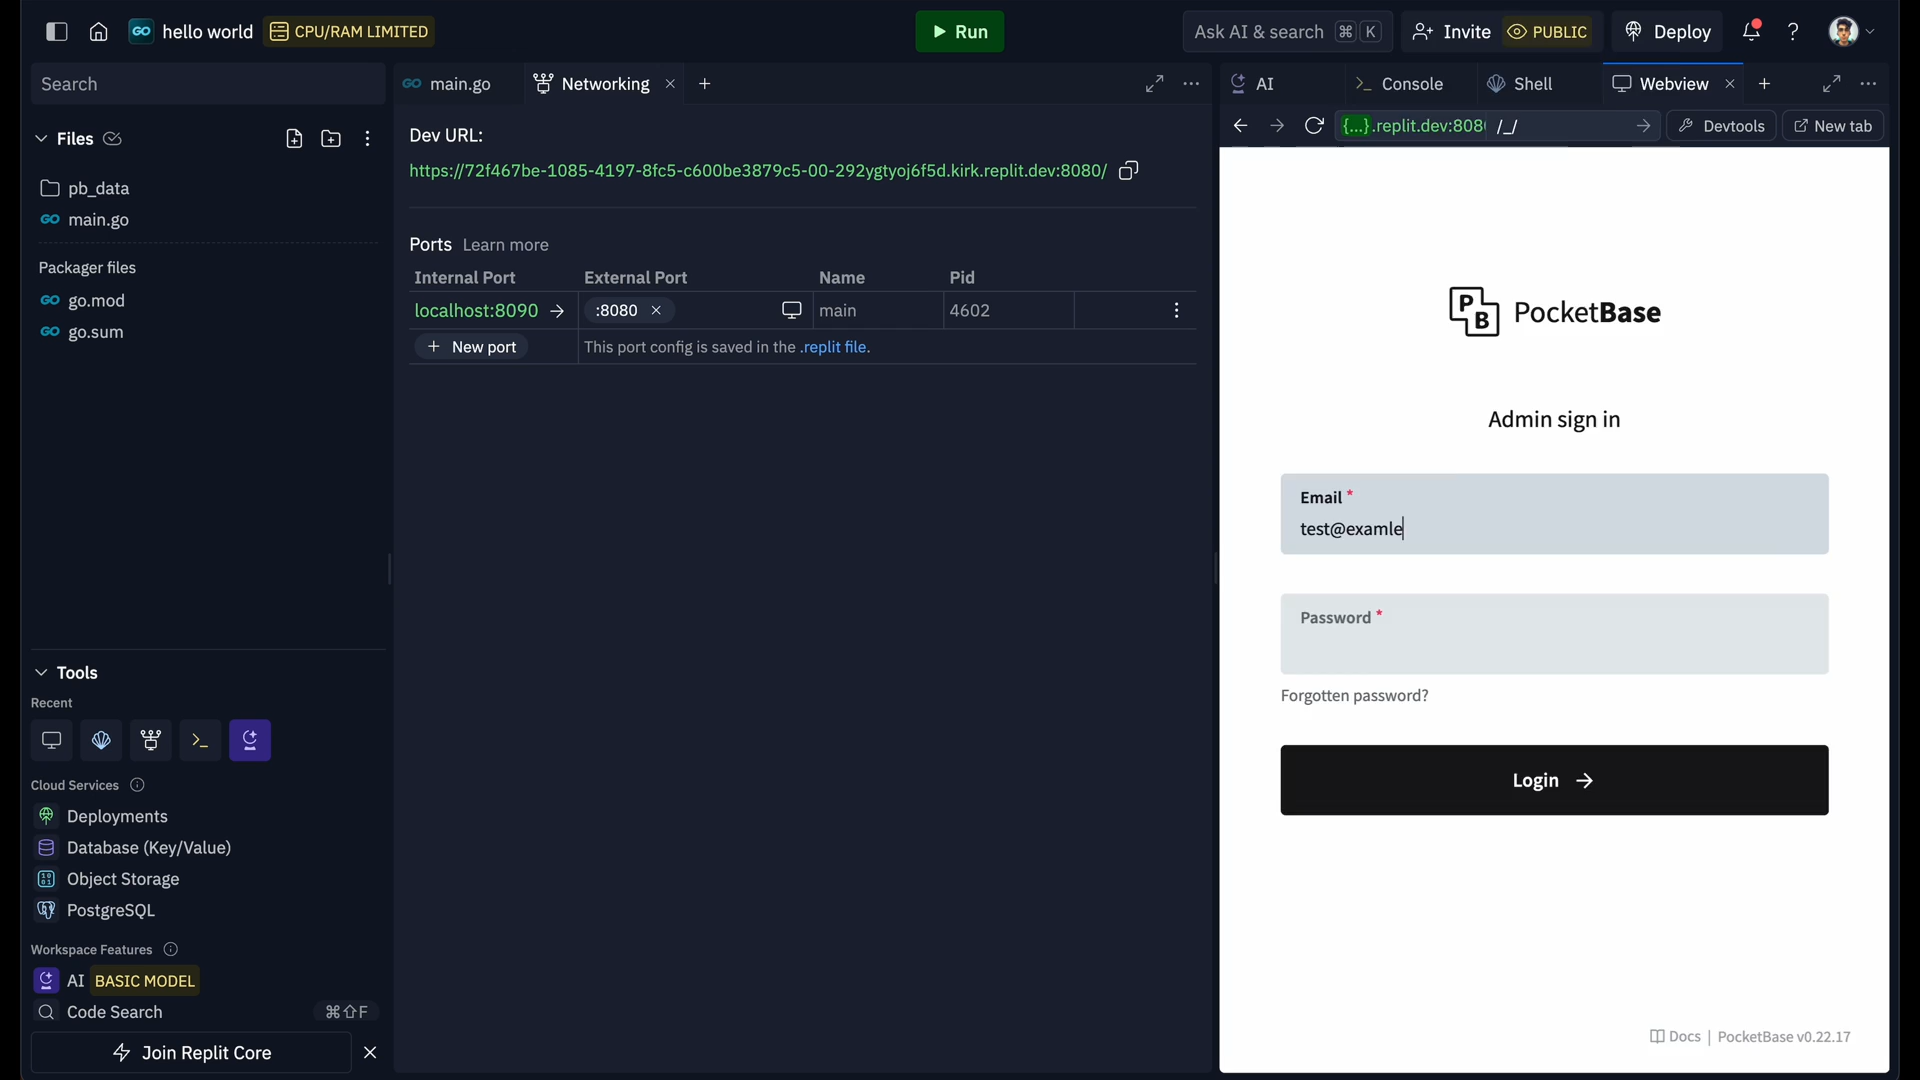 hello world CPU/RAM LIMITED
Run
Ask AI & search ⌘ K
Invite PUBLIC
Deploy
?
Search
Files
pb_data
main.go
Packager files
go.mod
go.sum
Tools
Recent
Cloud Services
Deployments
Database (Key/Value)
Object Storage
PostgreSQL
Workspace Features
AI BASIC MODEL
Code Search ⌘⇧F
Join Replit Core
main.go
Networking
Dev URL:
https://72f467be-1085-4197-8fc5-c600be3879c5-00-292ygtyoj6f5d.kirk.replit.dev:8080/
Ports Learn more
Internal Port External Port Name Pid
localhost:8090 → :8080 main 4602
+ New port This port config is saved in the .replit file.
AI
Console
Shell
Webview
{...}.replit.dev:808 /_/
Devtools
New tab
PocketBase
Admin sign in
Email *
test@examle
Password *
Forgotten password?
Login →
Docs | PocketBase v0.22.17